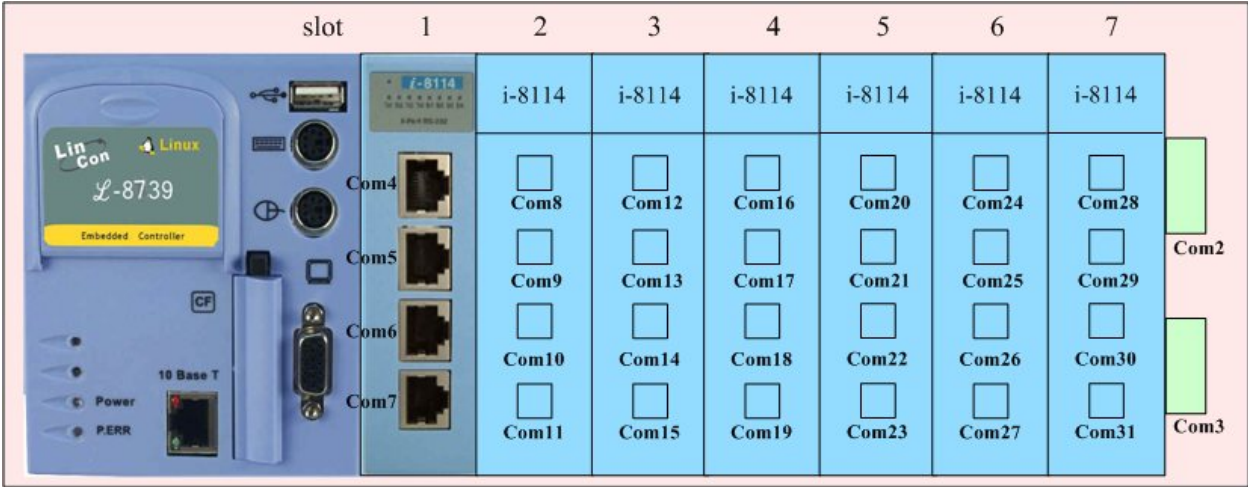 slot 1 2 3 4 5 6 7
i-8114 i-8114 i-8114 i-8114 i-8114 i-8114 i-8114
Lin
Con
Linux
L-8739
Embedded Controller
CF
10 Base T
Power
P.ERR
Com4 Com8 Com12 Com16 Com20 Com24 Com28
Com2
Com5 Com9 Com13 Com17 Com21 Com25 Com29
Com6 Com10 Com14 Com18 Com22 Com26 Com30
Com7 Com11 Com15 Com19 Com23 Com27 Com31
Com3